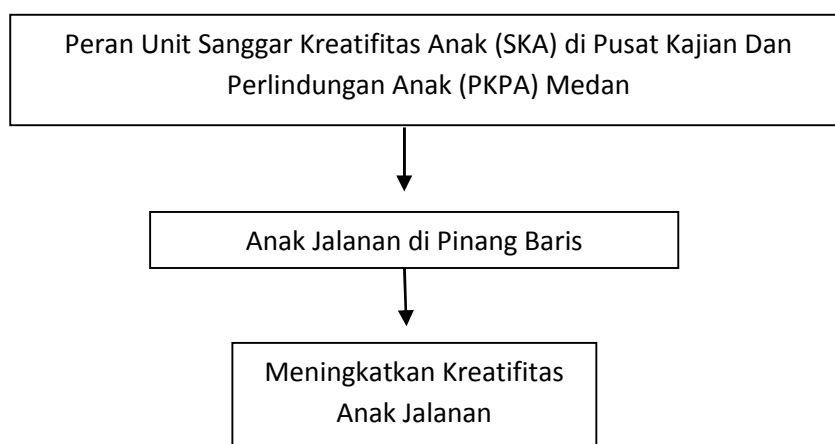 Peran Unit Sanggar Kreatifitas Anak (SKA) di Pusat Kajian Dan
Perlindungan Anak (PKPA) Medan
Anak Jalanan di Pinang Baris
Meningkatkan Kreatifitas
Anak Jalanan